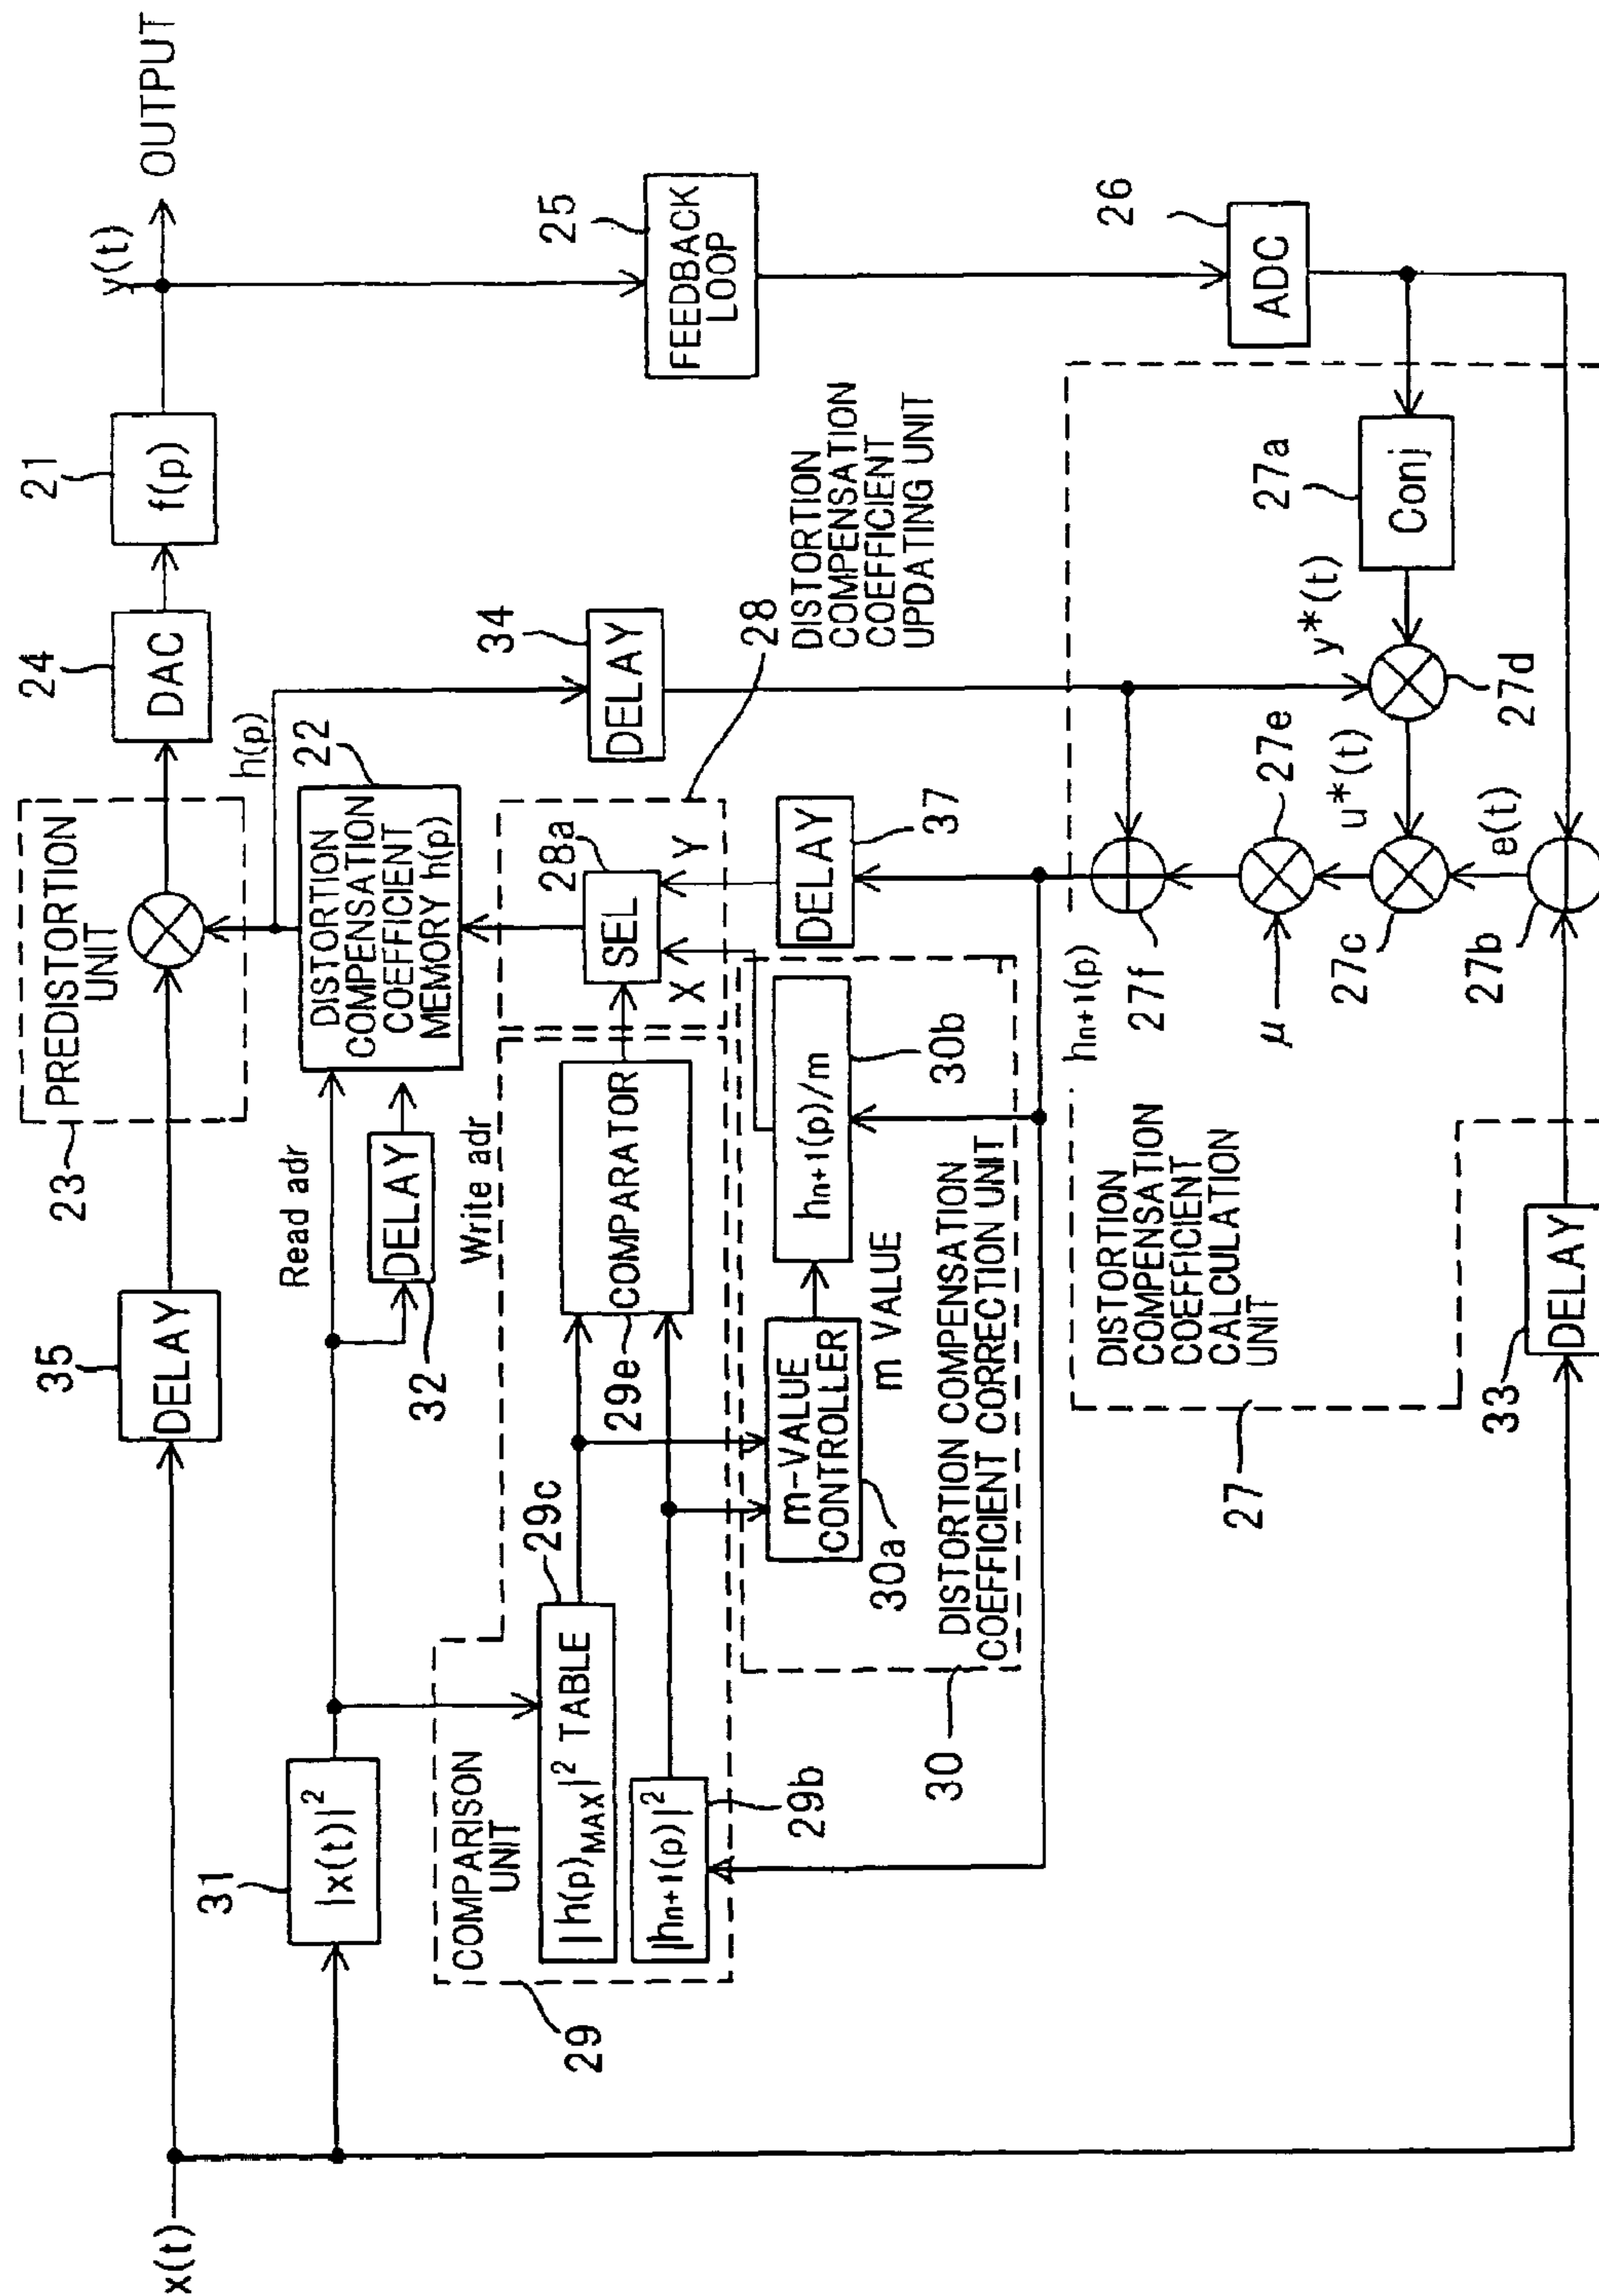 x(t)
35
DELAY
23
PREDISTORTION
UNIT
24
DAC
21
f(p)
y(t)
OUTPUT
31
|x(t)|²
Read adr
32
DELAY
Write adr
22
DISTORTION
COMPENSATION
COEFFICIENT
MEMORY h(p)
h(p)
34
DELAY
25
FEEDBACK
LOOP
29
COMPARISON
UNIT
29c
|h(p)MAX|² TABLE
29b
|hn+1(p)|²
29e
COMPARATOR
28a
SEL
X
Y
28
DISTORTION
COMPENSATION
COEFFICIENT
UPDATING UNIT
30
30a
m-VALUE
CONTROLLER
m VALUE
30b
hn+1(p)/m
DISTORTION COMPENSATION
COEFFICIENT CORRECTION UNIT
37
DELAY
26
ADC
27
DISTORTION
COMPENSATION
COEFFICIENT
CALCULATION
UNIT
hn+1(p)
27f
μ
27e
27c
u*(t)
27d
y*(t)
27a
Conj
27b
e(t)
33
DELAY